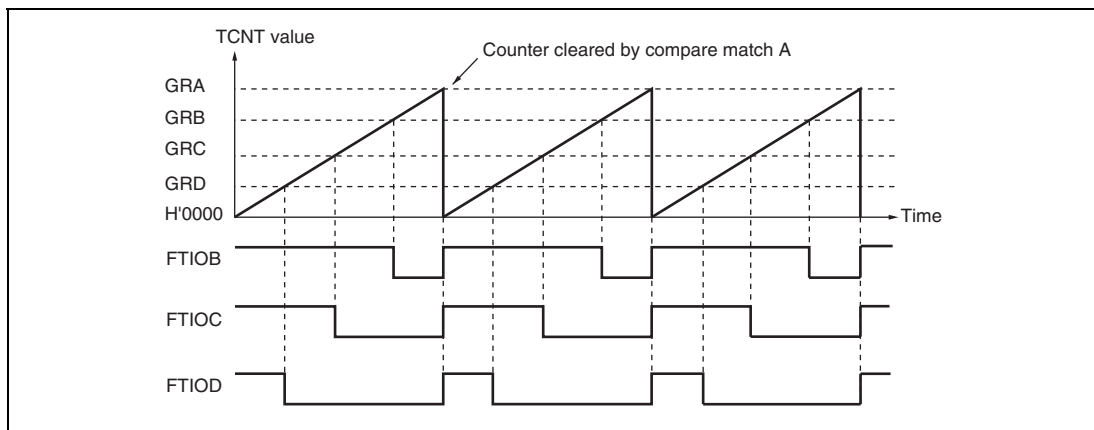 TCNT value
Counter cleared by compare match A
GRA
GRB
GRC
GRD
H'0000
Time
FTIOB
FTIOC
FTIOD